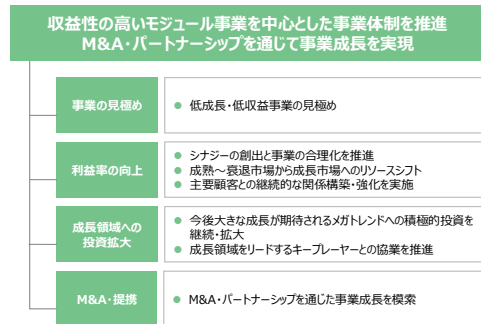 収益性の高いモジュール事業を中心とした事業体制を推進
M&A・パートナーシップを通じて事業成長を実現
事業の見極め
● 低成長・低収益事業の見極め
利益率の向上
● シナジーの創出と事業の合理化を推進
● 成熟～衰退市場から成長市場へのリソースシフト
● 主要顧客との継続的な関係構築・強化を実施
成長領域への
投資拡大
● 今後大きな成長が期待されるメガトレンドへの積極的投資を
継続・拡大
● 成長領域をリードするキープレーヤーとの協業を推進
M&A・提携
● M&A・パートナーシップを通じた事業成長を模索